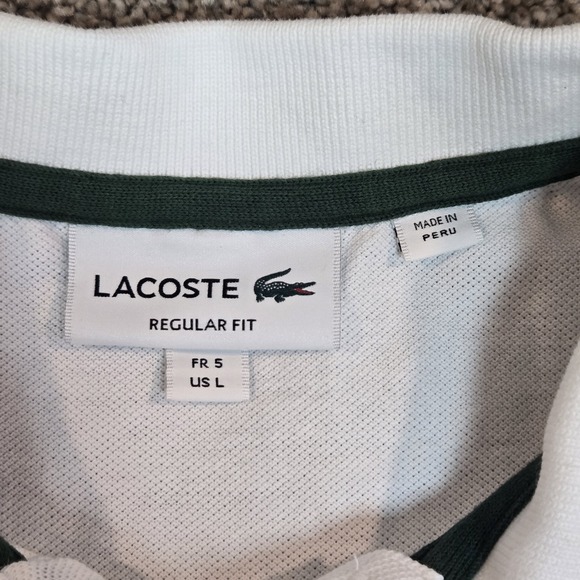 LACOSTE
REGULAR FIT
FR 5
US L
MADE IN
PERU